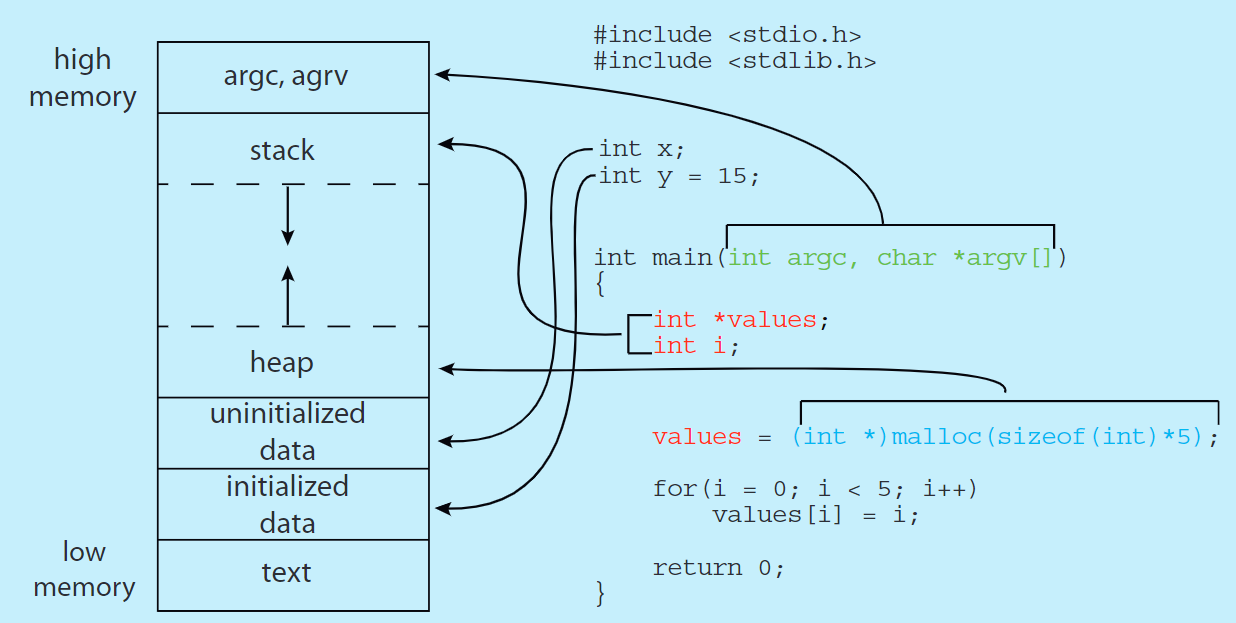 high
memory
argc, agrv
stack
heap
uninitialized
data
initialized
data
text
low
memory
#include <stdio.h>
#include <stdlib.h>
int x;
int y = 15;
int main(int argc, char *argv[])
{
int *values;
int i;
values = (int *)malloc(sizeof(int)*5);
for(i = 0; i < 5; i++)
values[i] = i;
return 0;
}